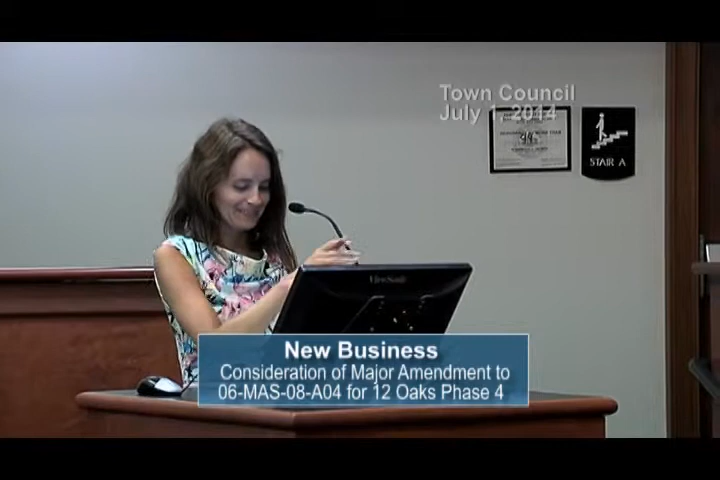 Town Council
July 1, 2014
STAIR A
ViewSonic
New Business
Consideration of Major Amendment to
06-MAS-08-A04 for 12 Oaks Phase 4